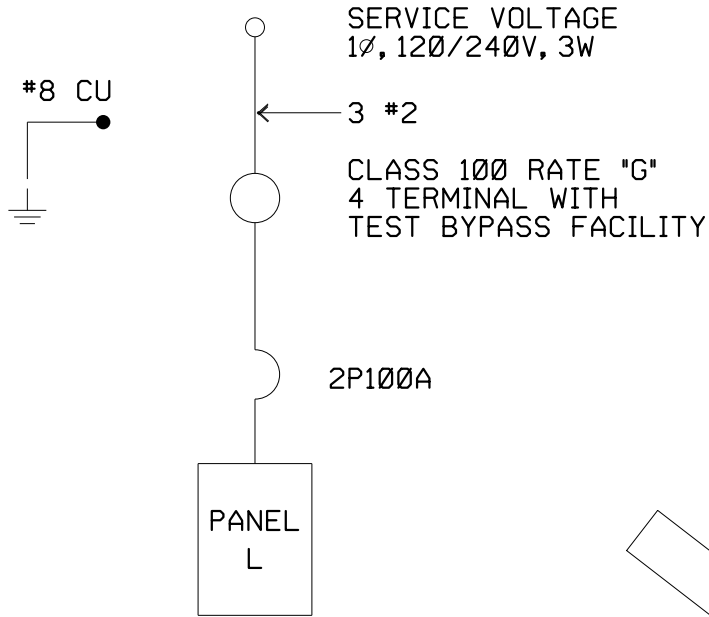 SERVICE VOLTAGE
1Ø, 120/240V, 3W
#8 CU
3 #2
CLASS 100 RATE "G"
4 TERMINAL WITH
TEST BYPASS FACILITY
2P100A
PANEL
L